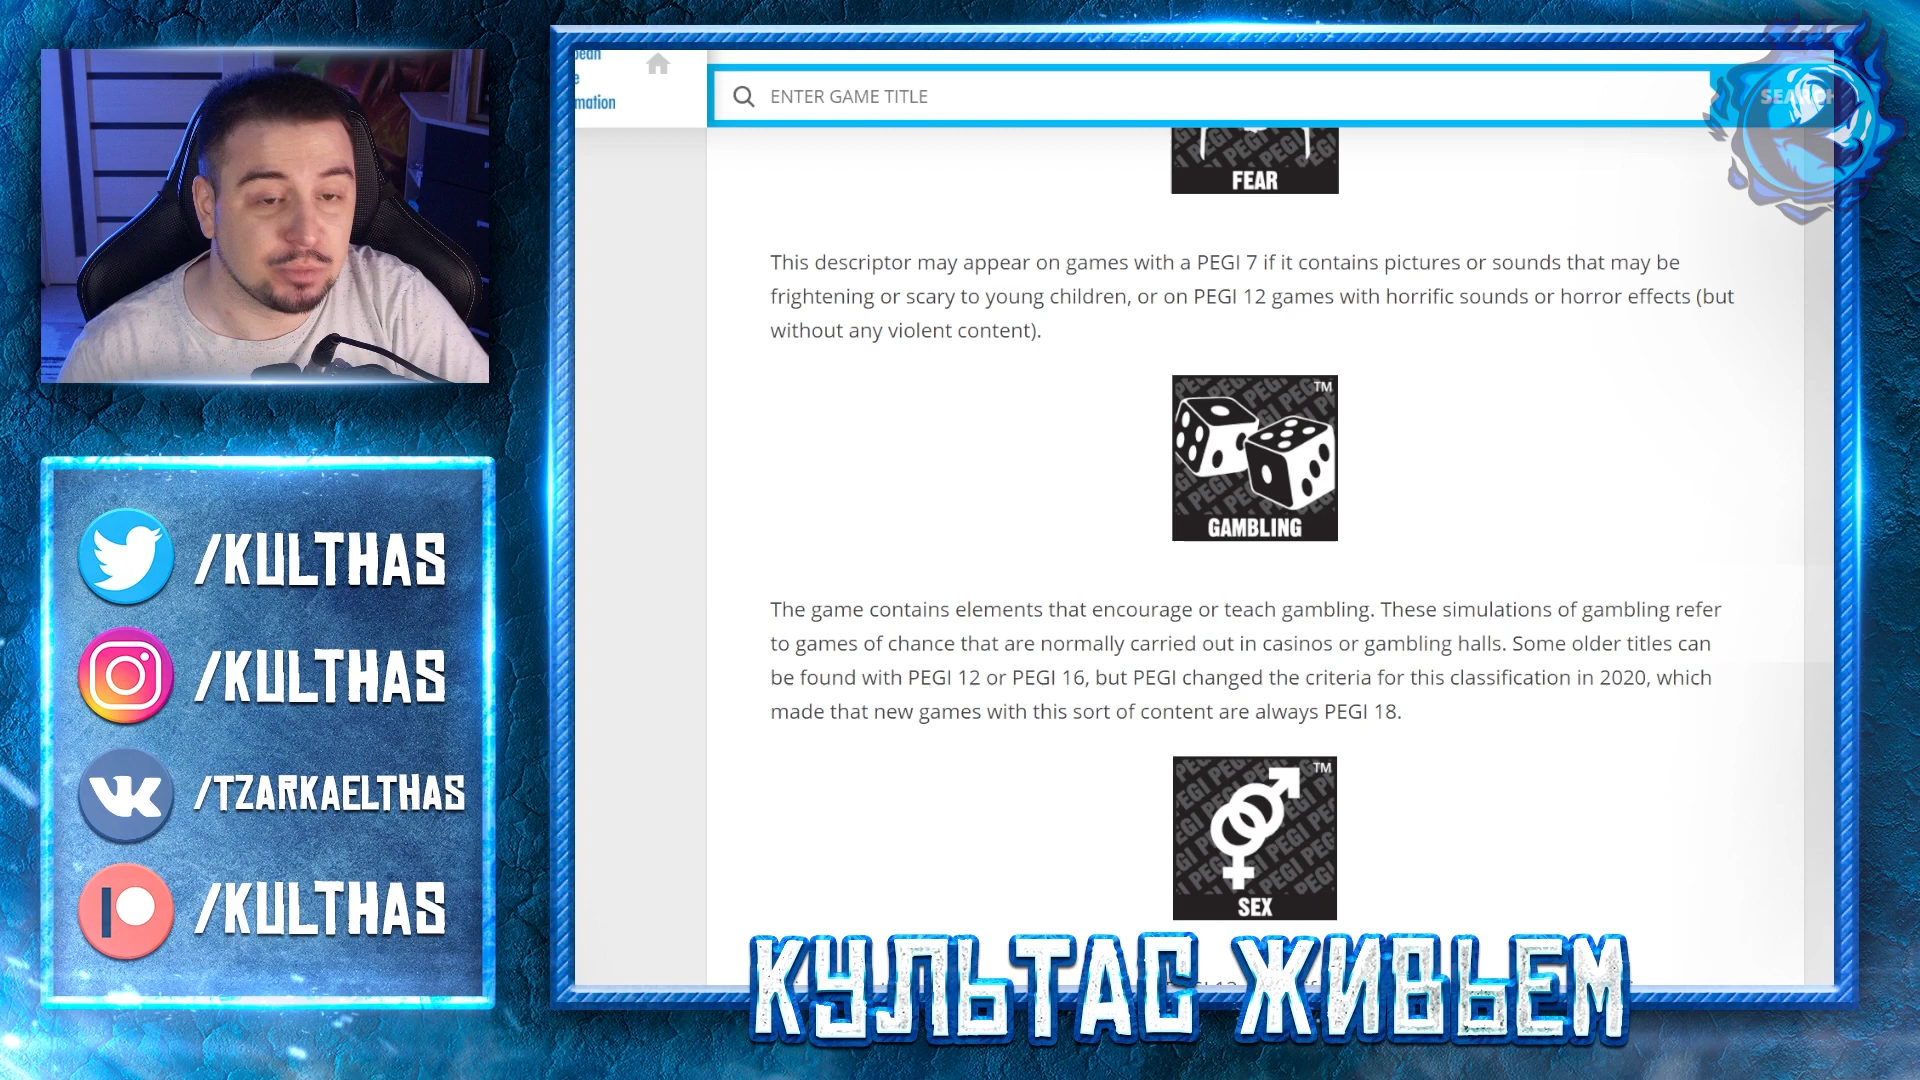 /KULTHAS
/KULTHAS
/TZARKAELTHAS
/KULTHAS
mation
ENTER GAME TITLE
SEARCH
FEAR
This descriptor may appear on games with a PEGI 7 if it contains pictures or sounds that may be
frightening or scary to young children, or on PEGI 12 games with horrific sounds or horror effects (but
without any violent content).
TM
GAMBLING
The game contains elements that encourage or teach gambling. These simulations of gambling refer
to games of chance that are normally carried out in casinos or gambling halls. Some older titles can
be found with PEGI 12 or PEGI 16, but PEGI changed the criteria for this classification in 2020, which
made that new games with this sort of content are always PEGI 18.
TM
SEX
КУЛЬТАС ЖИВЬЕМ